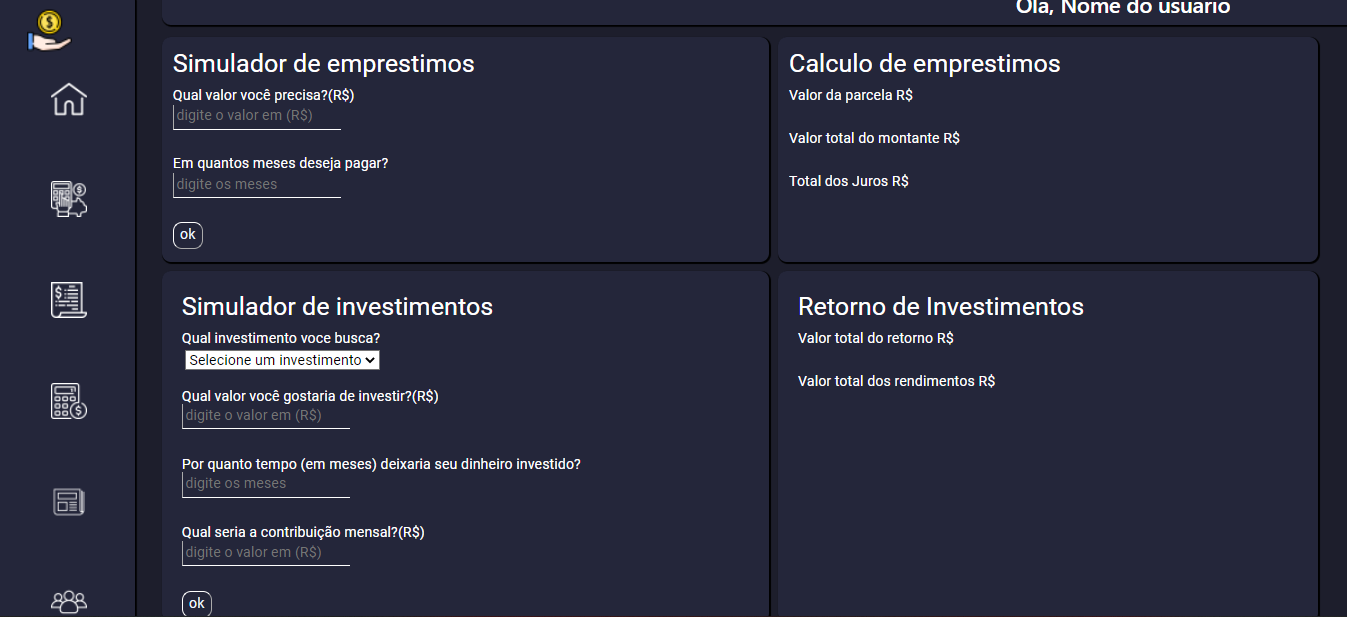 Ola, Nome do usuario
Simulador de emprestimos
Qual valor você precisa?(R$)
digite o valor em (R$)
Em quantos meses deseja pagar?
digite os meses
ok
Calculo de emprestimos
Valor da parcela R$
Valor total do montante R$
Total dos Juros R$
Simulador de investimentos
Qual investimento voce busca?
Selecione um investimento
Qual valor você gostaria de investir?(R$)
digite o valor em (R$)
Por quanto tempo (em meses) deixaria seu dinheiro investido?
digite os meses
Qual seria a contribuição mensal?(R$)
digite o valor em (R$)
ok
Retorno de Investimentos
Valor total do retorno R$
Valor total dos rendimentos R$